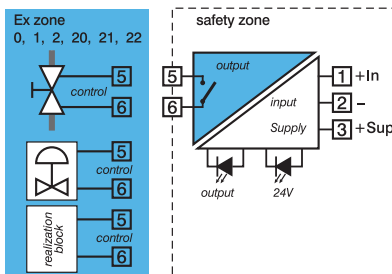 Ex zone
0, 1, 2, 20, 21, 22
5
control
6
5
control
6
realization
block
5
control
6
safety zone
5
6
output
input
Supply
1 +In
2 -
3 +Sup
output
24V